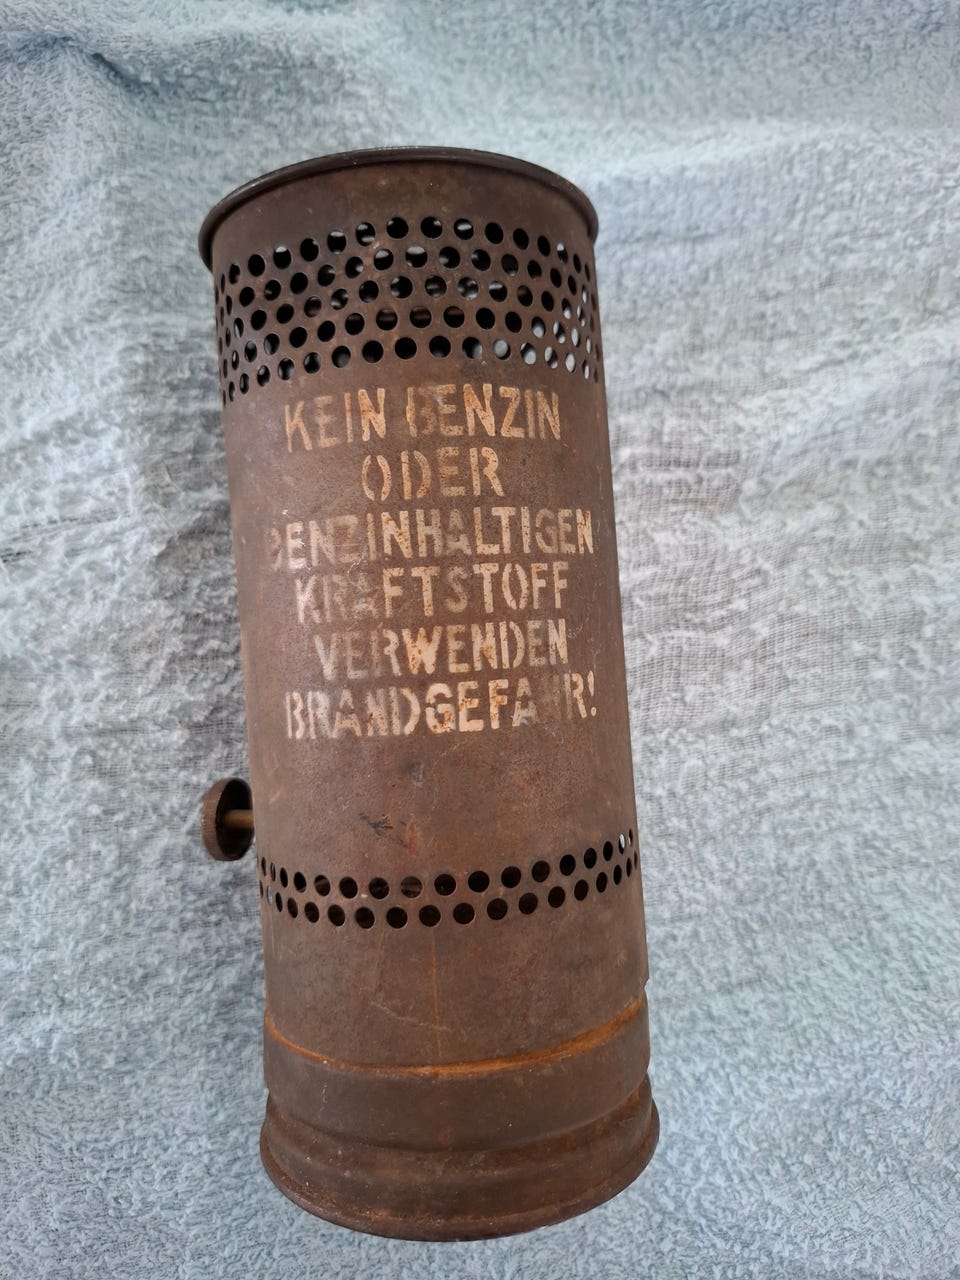 KEIN BENZIN
ODER
BENZINHALTIGEN
KRAFTSTOFF
VERWENDEN
BRANDGEFAHR!